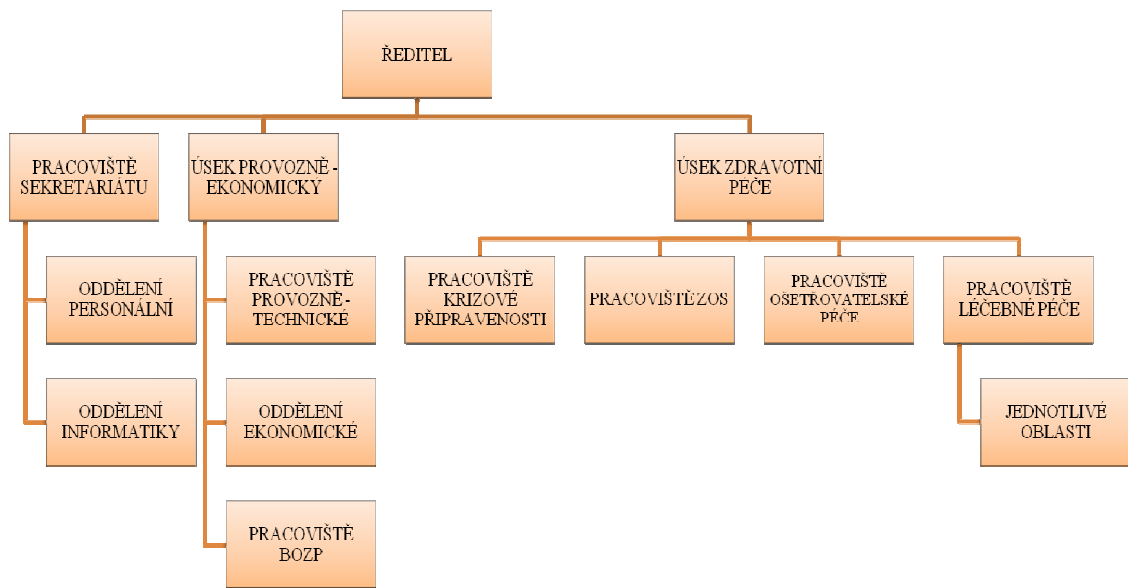 ŘEDITEL
PRACOVIŠTĚ
SEKRETARIÁTU
ÚSEK PROVOZNĚ -
EKONOMICKÝ
ÚSEK ZDRAVOTNÍ
PÉČE
ODDĚLENÍ
PERSONÁLNÍ
PRACOVIŠTĚ
PROVOZNĚ -
TECHNICKÉ
PRACOVIŠTĚ
KRIZOVÉ
PŘIPRAVENOSTI
PRACOVIŠTĚ ZOS
PRACOVIŠTĚ
OŠETŘOVATELSKÉ
PÉČE
PRACOVIŠTĚ
LÉČEBNÉ PÉČE
ODDĚLENÍ
INFORMATIKY
ODDĚLENÍ
EKONOMICKÉ
JEDNOTLIVÉ
OBLASTI
PRACOVIŠTĚ
BOZP